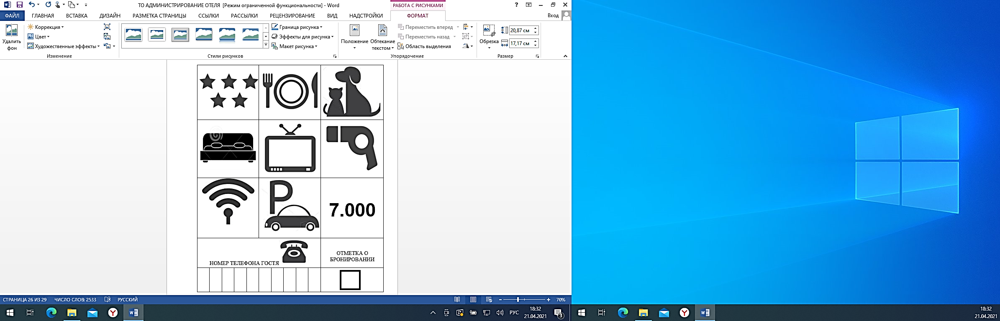 ТО АДМИНИСТРИРОВАНИЕ ОТЕЛЯ [Режим ограниченной функциональности] - Word
РАБОТА С РИСУНКАМИ
ФАЙЛ ГЛАВНАЯ ВСТАВКА ДИЗАЙН РАЗМЕТКА СТРАНИЦЫ ССЫЛКИ РАССЫЛКИ РЕЦЕНЗИРОВАНИЕ ВИД НАДСТРОЙКИ ФОРМАТ Вход
Удалить фон
Коррекция
Цвет
Художественные эффекты
Изменение
Стили рисунков
Граница рисунка
Эффекты для рисунка
Макет рисунка
Положение
Обтекание текстом
Переместить вперед
Переместить назад
Область выделения
Упорядочение
Обрезка
20,87 см
17,17 см
Размер
P
7.000
НОМЕР ТЕЛЕФОНА ГОСТЯ
ОТМЕТКА О
БРОНИРОВАНИИ
СТРАНИЦА 26 ИЗ 29 ЧИСЛО СЛОВ: 2533 РУССКИЙ 70%
РУС
18:32
21.04.2021
3
18:32
21.04.2021